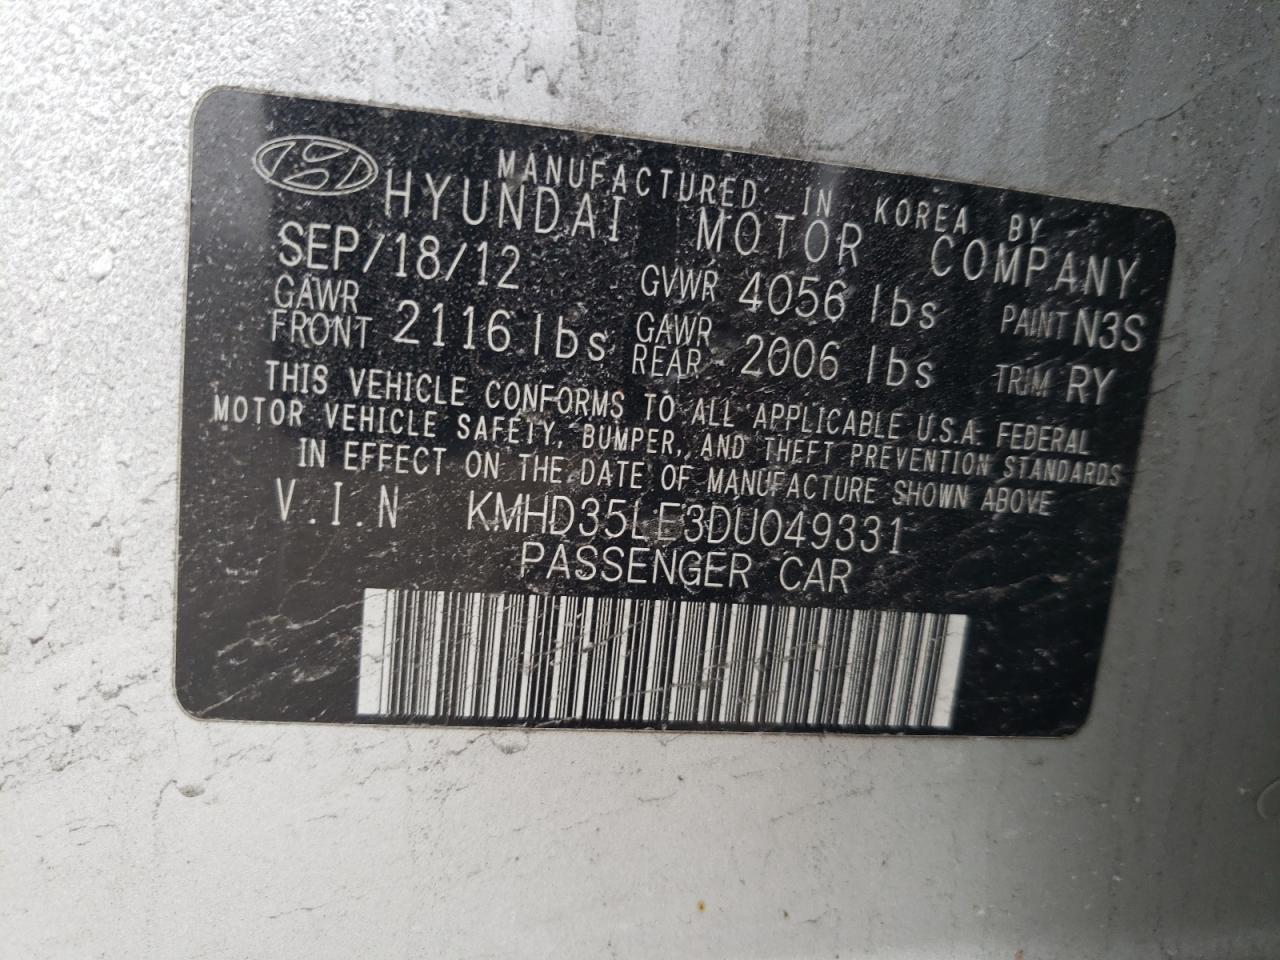 MANUFACTURED IN KOREA BY
HYUNDAI MOTOR COMPANY
SEP/18/12 GVWR 4056 lbs PAINT N3S
GAWR FRONT 2116 lbs GAWR REAR 2006 lbs TRIM RY
THIS VEHICLE CONFORMS TO ALL APPLICABLE U.S.A. FEDERAL
MOTOR VEHICLE SAFETY, BUMPER, AND THEFT PREVENTION STANDARDS
IN EFFECT ON THE DATE OF MANUFACTURE SHOWN ABOVE
V.I.N KMHD35LE3DU049331
PASSENGER CAR